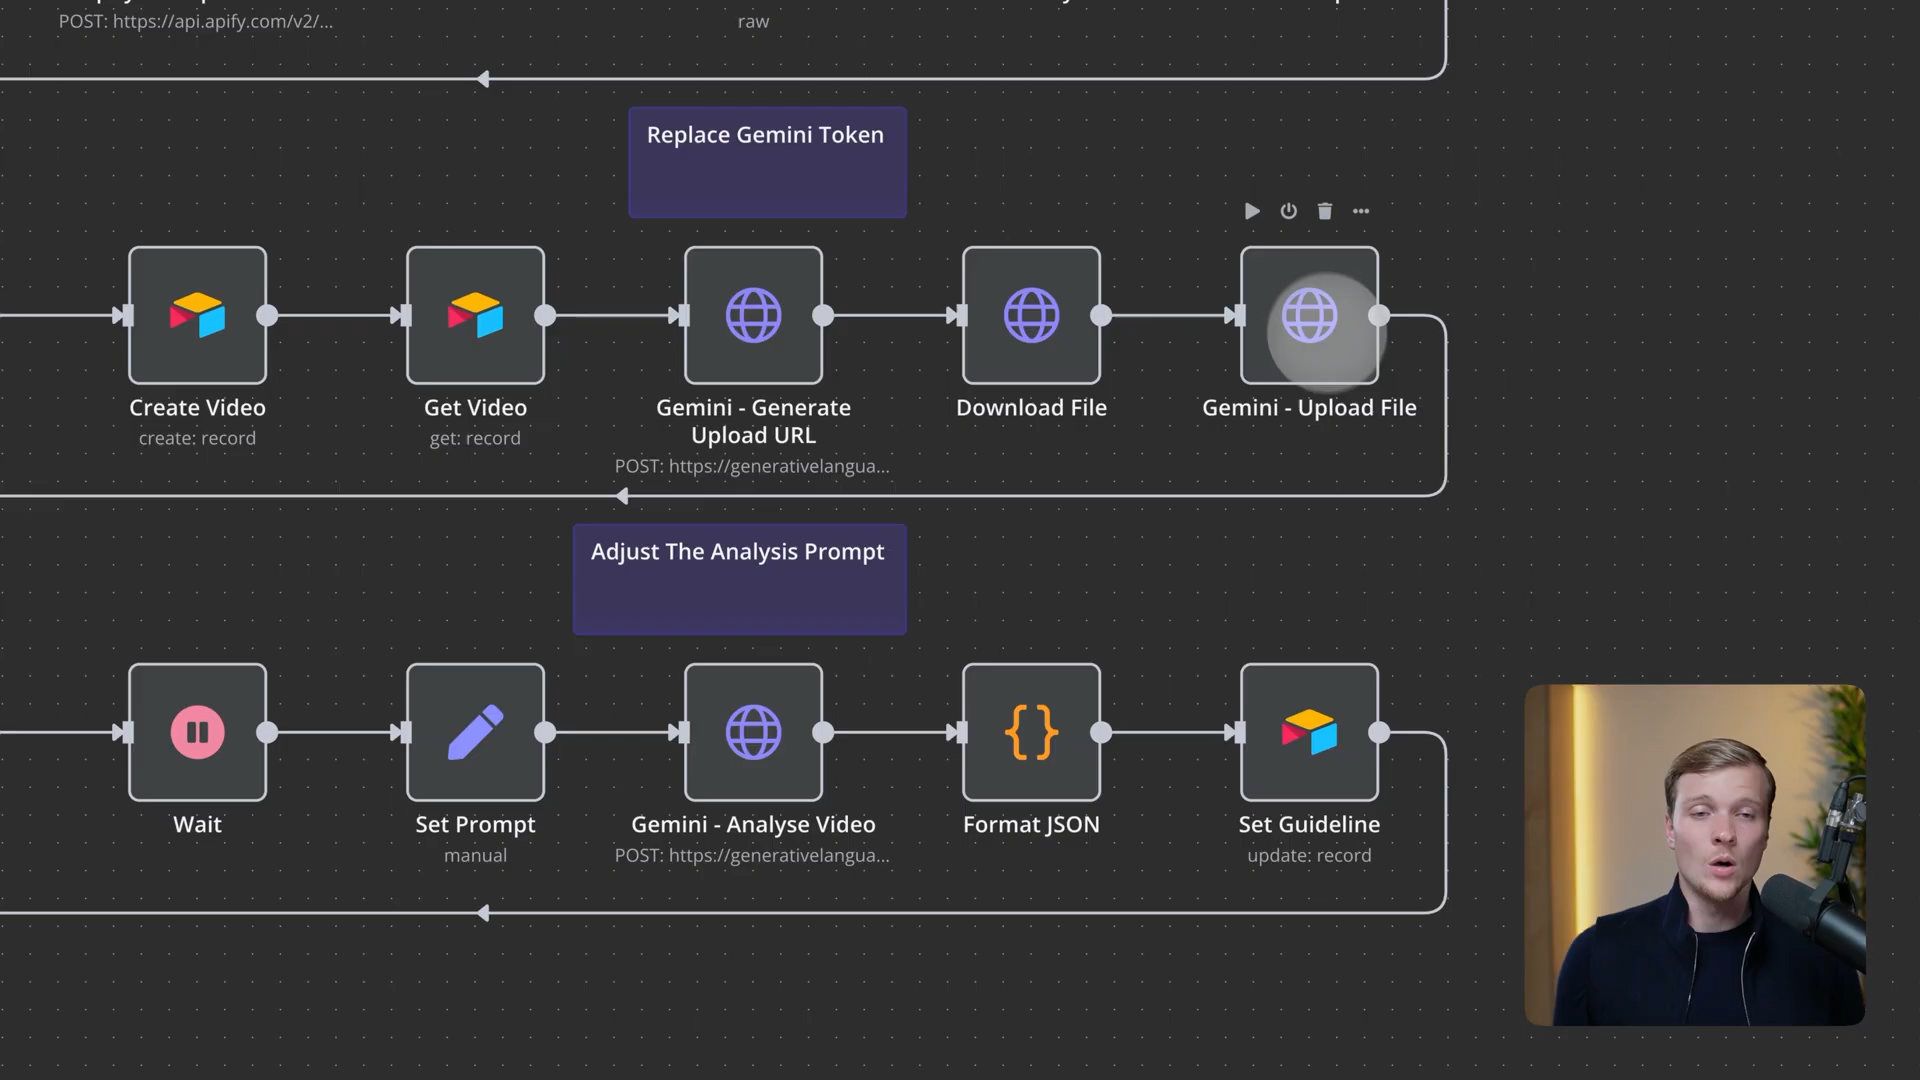 POST: https://api.apify.com/v2/...
raw
Replace Gemini Token
Create Video
create: record
Get Video
get: record
Gemini - Generate
Upload URL
POST: https://generativelangua...
Download File
Gemini - Upload File
Adjust The Analysis Prompt
Wait
Set Prompt
manual
Gemini - Analyse Video
POST: https://generativelangua...
Format JSON
Set Guideline
update: record